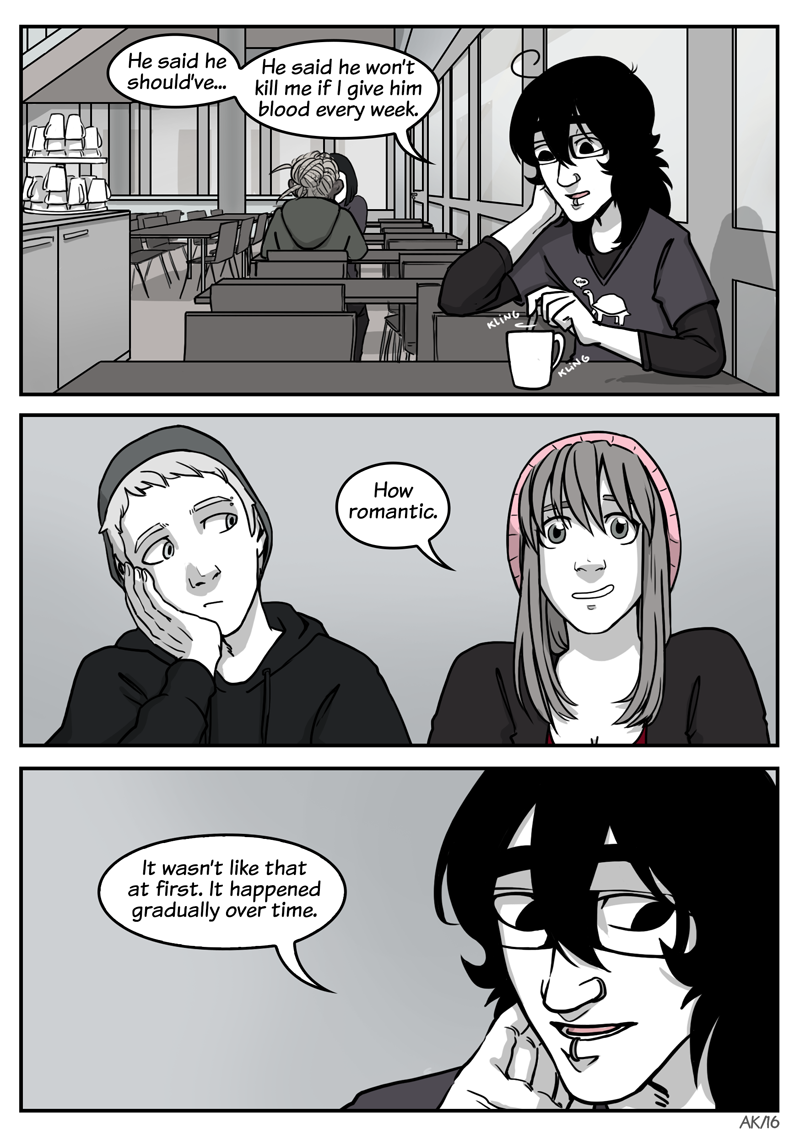 He said he
should've...
He said he won't
kill me if I give him
blood every week.
KLING
KLING
How
romantic.
It wasn't like that
at first. It happened
gradually over time.
AK/16